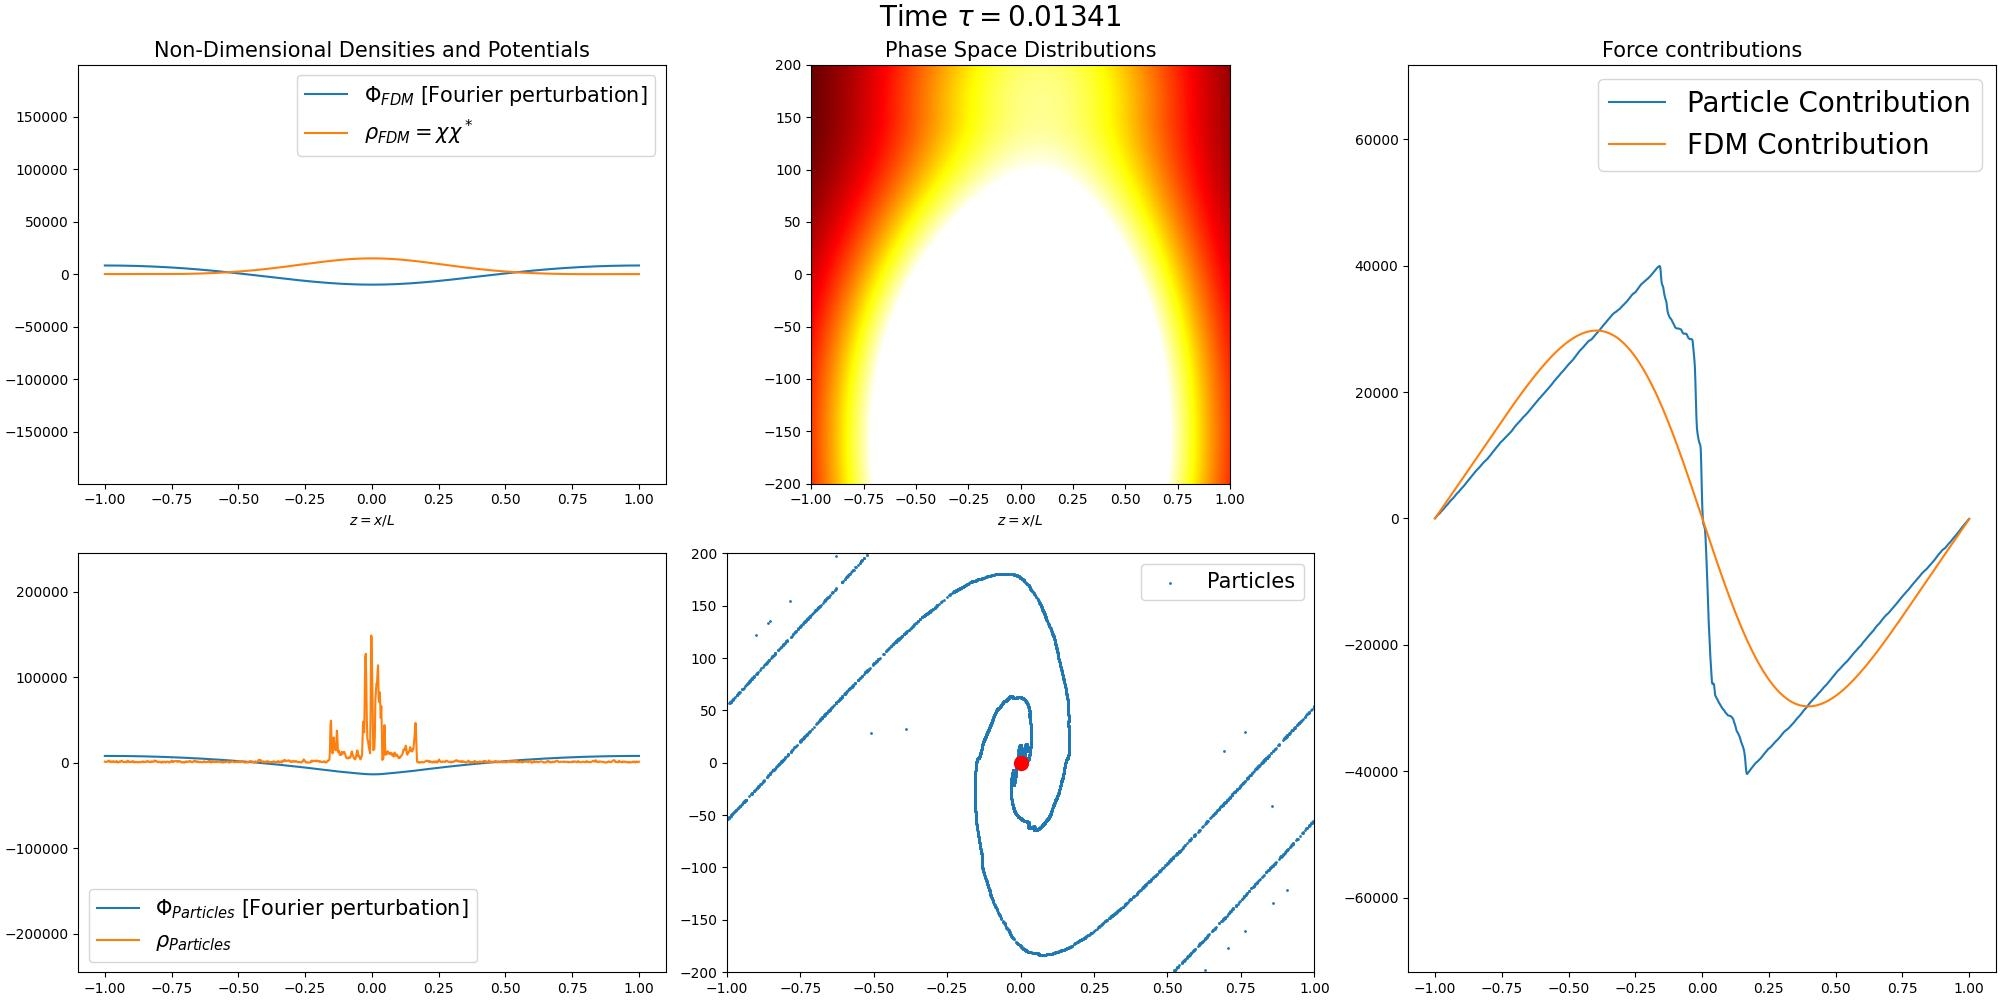 Time τ = 0.01341
Non-Dimensional Densities and Potentials
Φ_FDM [Fourier perturbation]
ρ_FDM = χχ*
150000
100000
50000
0
−50000
−100000
−150000
−1.00 −0.75 −0.50 −0.25 0.00 0.25 0.50 0.75 1.00
z = x/L
Phase Space Distributions
200
150
100
50
0
−50
−100
−150
−200
−1.00 −0.75 −0.50 −0.25 0.00 0.25 0.50 0.75 1.00
z = x/L
Force contributions
Particle Contribution
FDM Contribution
60000
40000
20000
0
−20000
−40000
−60000
−1.00 −0.75 −0.50 −0.25 0.00 0.25 0.50 0.75 1.00
200000
100000
0
−100000
−200000
Φ_Particles [Fourier perturbation]
ρ_Particles
−1.00 −0.75 −0.50 −0.25 0.00 0.25 0.50 0.75 1.00
Particles
200
150
100
50
0
−50
−100
−150
−200
−1.00 −0.75 −0.50 −0.25 0.00 0.25 0.50 0.75 1.00